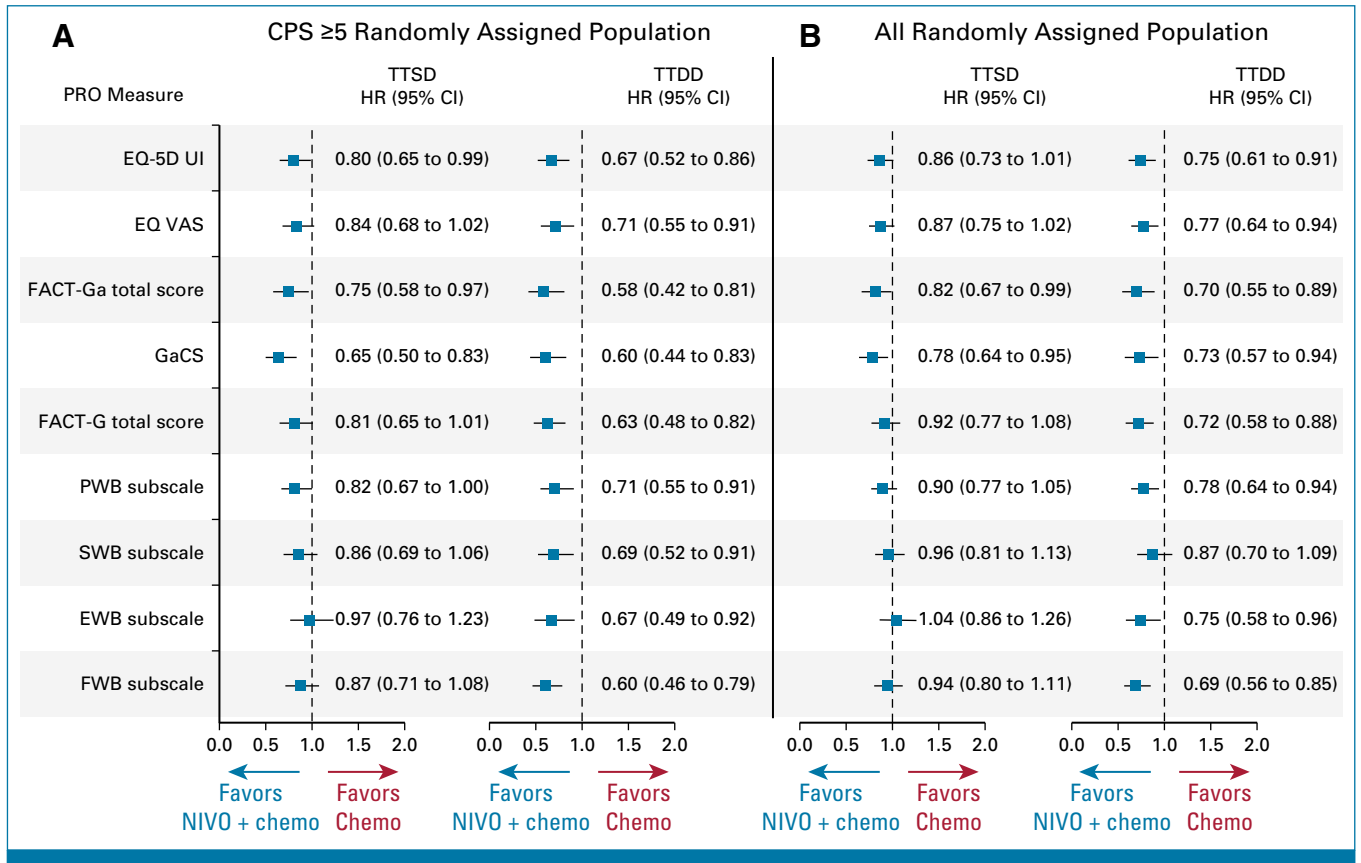 A CPS ≥5 Randomly Assigned Population B All Randomly Assigned Population
TTSD TTDD TTSD TTDD
PRO Measure HR (95% CI) HR (95% CI) HR (95% CI) HR (95% CI)
EQ-5D UI 0.80 (0.65 to 0.99) 0.67 (0.52 to 0.86) 0.86 (0.73 to 1.01) 0.75 (0.61 to 0.91)
EQ VAS 0.84 (0.68 to 1.02) 0.71 (0.55 to 0.91) 0.87 (0.75 to 1.02) 0.77 (0.64 to 0.94)
FACT-Ga total score 0.75 (0.58 to 0.97) 0.58 (0.42 to 0.81) 0.82 (0.67 to 0.99) 0.70 (0.55 to 0.89)
GaCS 0.65 (0.50 to 0.83) 0.60 (0.44 to 0.83) 0.78 (0.64 to 0.95) 0.73 (0.57 to 0.94)
FACT-G total score 0.81 (0.65 to 1.01) 0.63 (0.48 to 0.82) 0.92 (0.77 to 1.08) 0.72 (0.58 to 0.88)
PWB subscale 0.82 (0.67 to 1.00) 0.71 (0.55 to 0.91) 0.90 (0.77 to 1.05) 0.78 (0.64 to 0.94)
SWB subscale 0.86 (0.69 to 1.06) 0.69 (0.52 to 0.91) 0.96 (0.81 to 1.13) 0.87 (0.70 to 1.09)
EWB subscale 0.97 (0.76 to 1.23) 0.67 (0.49 to 0.92) 1.04 (0.86 to 1.26) 0.75 (0.58 to 0.96)
FWB subscale 0.87 (0.71 to 1.08) 0.60 (0.46 to 0.79) 0.94 (0.80 to 1.11) 0.69 (0.56 to 0.85)
0.0 0.5 1.0 2.0 0.0 0.5 1.0 2.0 0.0 0.5 1.0 2.0 0.0 0.5 1.0 2.0
Favors Favors Favors Favors Favors Favors Favors Favors
NIVO + chemo Chemo NIVO + chemo Chemo NIVO + chemo Chemo NIVO + chemo Chemo